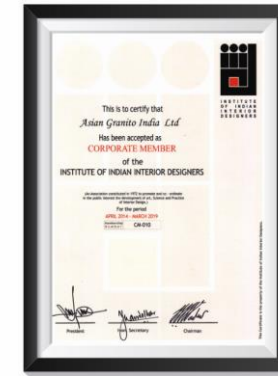 INSTITUTE
OF INDIAN
INTERIOR
DESIGNERS
This is to certify that
Asian Granito India Ltd
Has been accepted as
CORPORATE MEMBER
of the
INSTITUTE OF INDIAN INTERIOR DESIGNERS
For the period
APRIL 2014 - MARCH 2019
CM-010
President
Hon. Secretary
Chairman